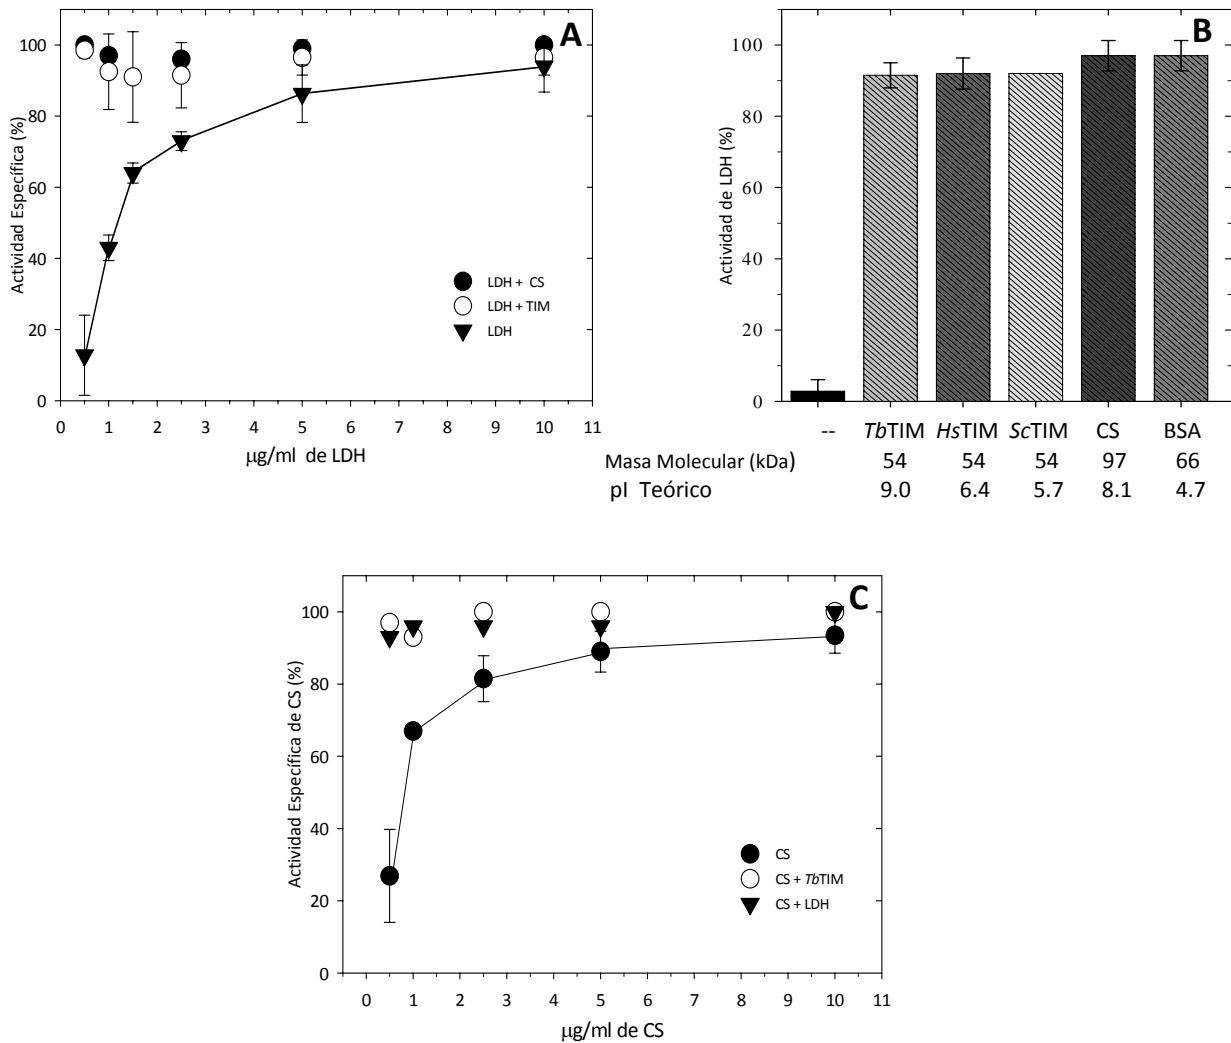 A
Actividad Específica (%)
100
80
60
40
20
0
LDH + CS
LDH + TIM
LDH
0 1 2 3 4 5 6 7 8 9 10 11
µg/ml de LDH
B
Actividad de LDH (%)
100
80
60
40
20
0
-- TbTIM HsTIM ScTIM CS BSA
Masa Molecular (kDa) 54 54 54 97 66
pI Teórico 9.0 6.4 5.7 8.1 4.7
C
Actividad Específica de CS (%)
100
80
60
40
20
0
CS
CS + TbTIM
CS + LDH
0 1 2 3 4 5 6 7 8 9 10 11
µg/ml de CS